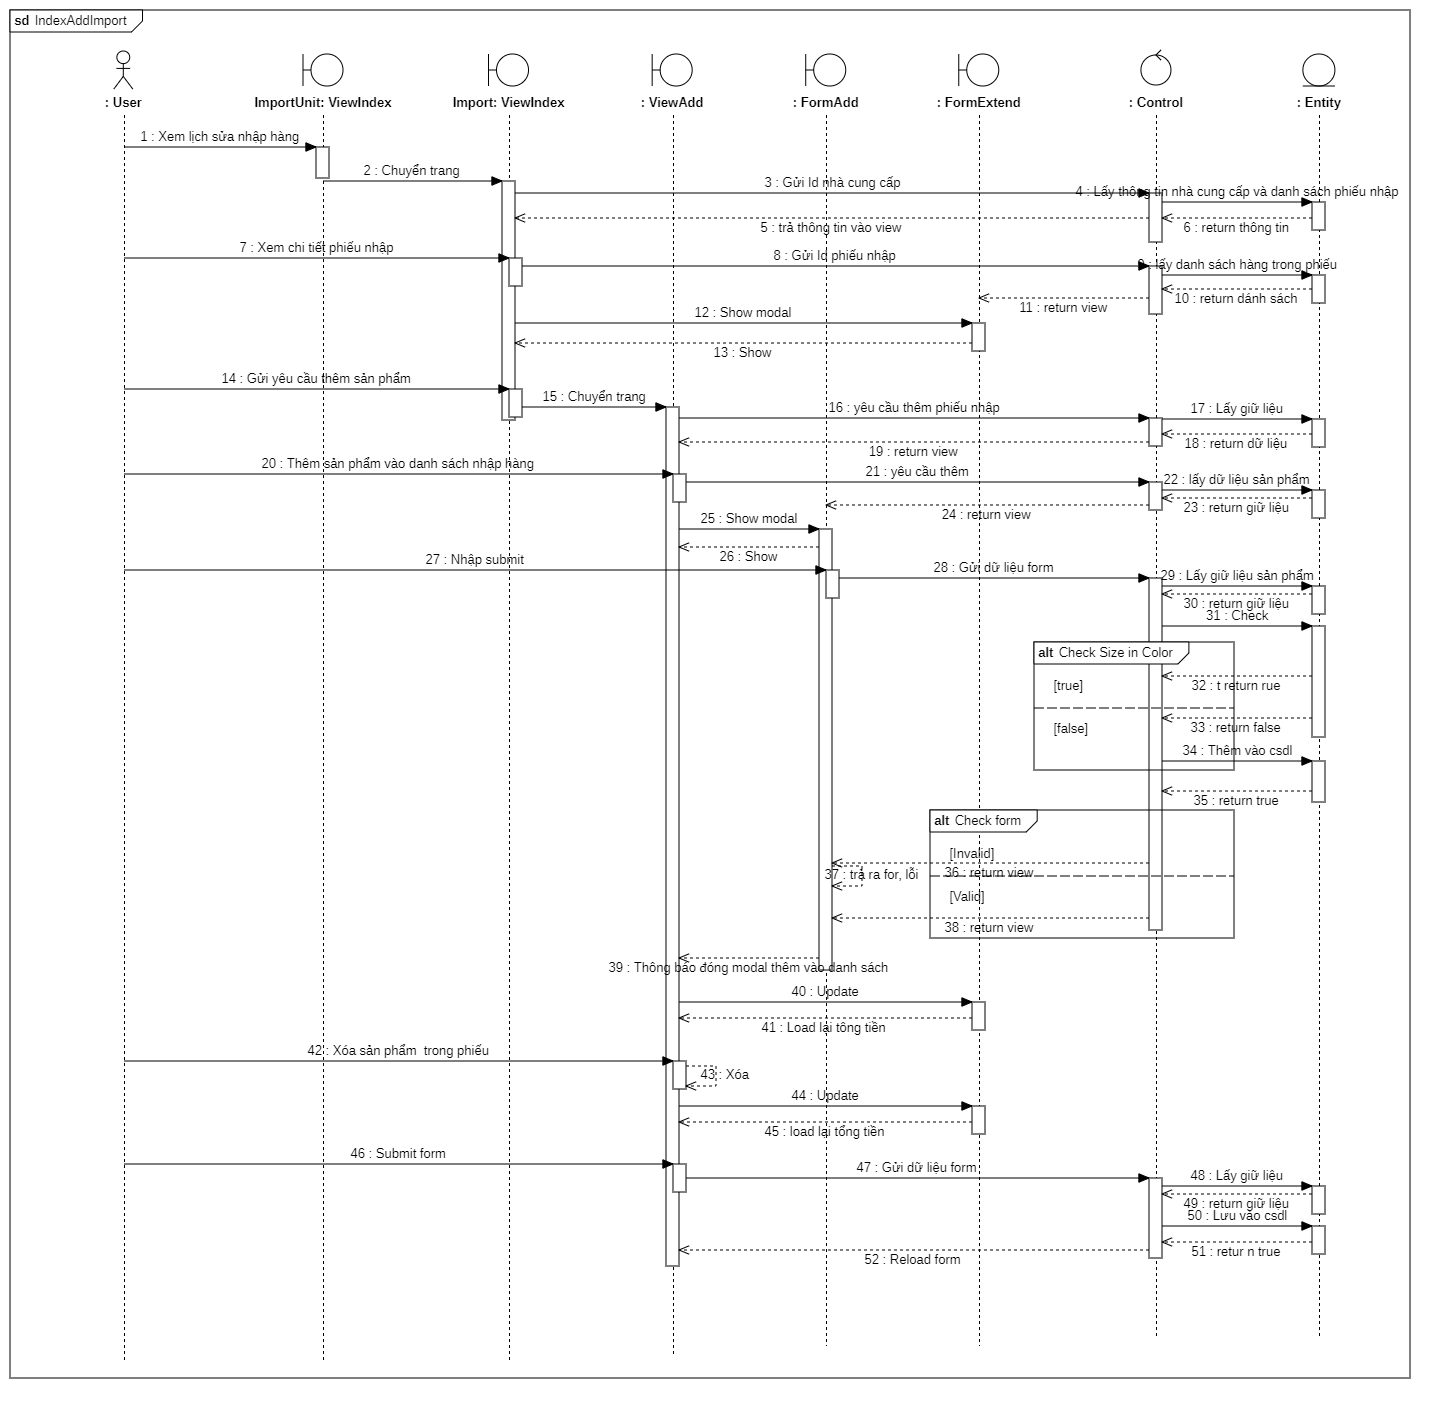 sd IndexAddImport
: User
ImportUnit: ViewIndex
Import: ViewIndex
: ViewAdd
: FormAdd
: FormExtend
: Control
: Entity
1 : Xem lịch sửa nhập hàng
2 : Chuyển trang
3 : Gửi Id nhà cung cấp
4 : Lấy thông tin nhà cung cấp và danh sách phiếu nhập
5 : trả thông tin vào view
6 : return thông tin
7 : Xem chi tiết phiếu nhập
8 : Gửi Id phiếu nhập
9 : lấy danh sách hàng trong phiếu
10 : return dánh sách
11 : return view
12 : Show modal
13 : Show
14 : Gửi yêu cầu thêm sản phẩm
15 : Chuyển trang
16 : yêu cầu thêm phiếu nhập
17 : Lấy giữ liệu
18 : return dữ liệu
19 : return view
20 : Thêm sản phẩm vào danh sách nhập hàng
21 : yêu cầu thêm
22 : lấy dữ liệu sản phẩm
23 : return giữ liệu
24 : return view
25 : Show modal
26 : Show
27 : Nhập submit
28 : Gửi dữ liệu form
29 : Lấy giữ liệu sản phẩm
30 : return giữ liệu
31 : Check
alt Check Size in Color
[true]
32 : t return rue
33 : return false
[false]
34 : Thêm vào csdl
35 : return true
alt Check form
[Invalid]
36 : return view
37 : trả ra for, lỗi
[Valid]
38 : return view
39 : Thông báo đóng modal thêm vào danh sách
40 : Update
41 : Load lại tông tiền
42 : Xóa sản phẩm trong phiếu
43 : Xóa
44 : Update
45 : load lại tổng tiền
46 : Submit form
47 : Gửi dữ liệu form
48 : Lấy giữ liệu
49 : return giữ liệu
50 : Lưu vào csdl
51 : retur n true
52 : Reload form